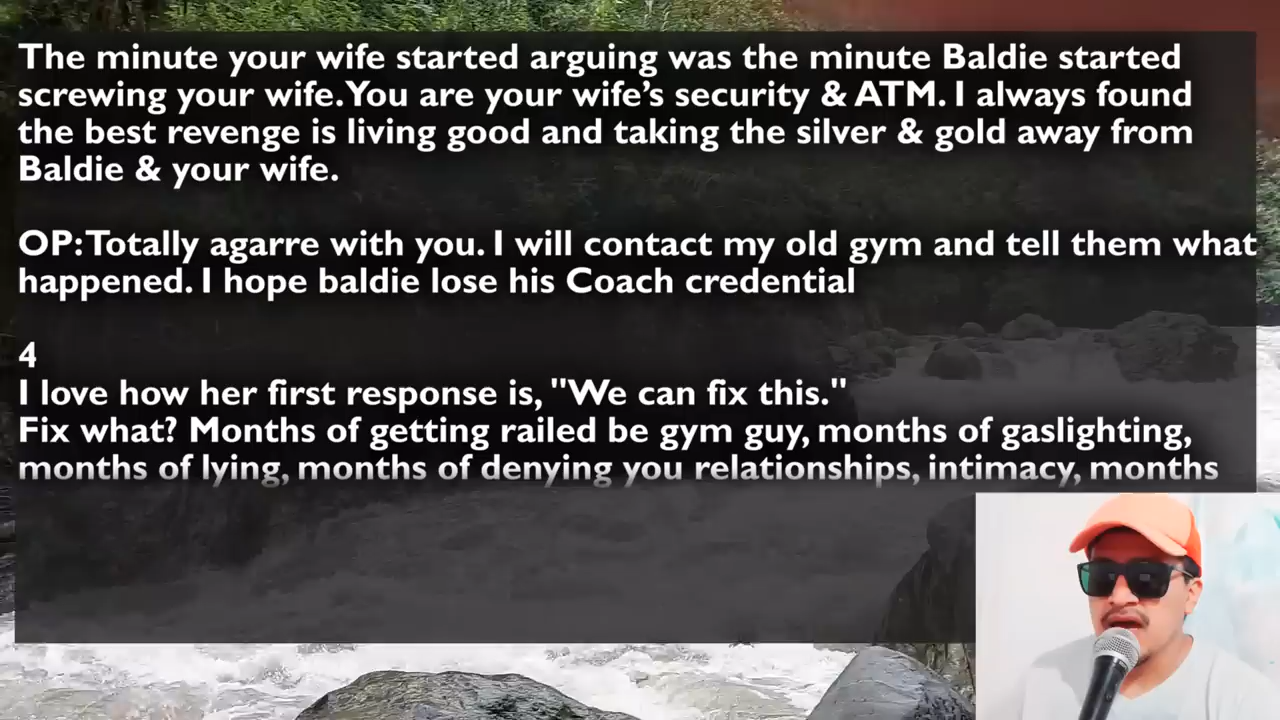 The minute your wife started arguing was the minute Baldie started
screwing your wife. You are your wife's security & ATM. I always found
the best revenge is living good and taking the silver & gold away from
Baldie & your wife.
OP: Totally agarre with you. I will contact my old gym and tell them what
happened. I hope baldie lose his Coach credential
4
I love how her first response is, "We can fix this."
Fix what? Months of getting railed be gym guy, months of gaslighting,
months of lying, months of denying you relationships, intimacy, months